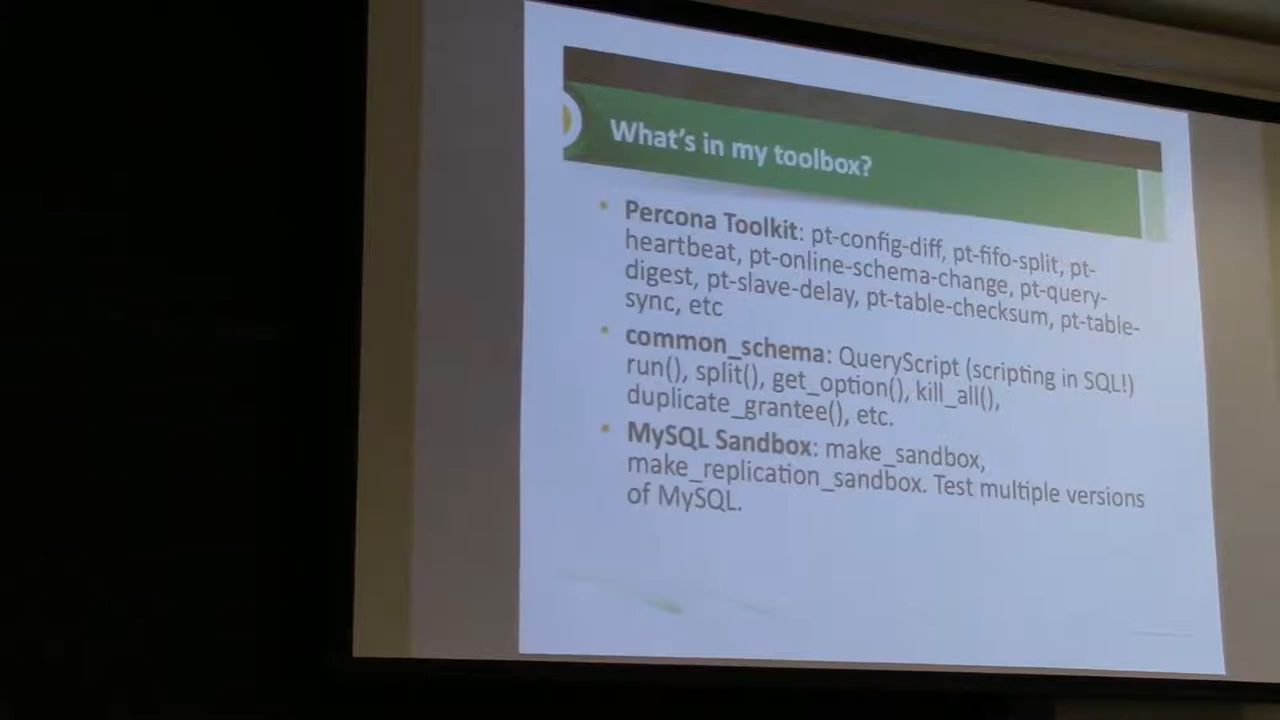 What's in my toolbox?
• Percona Toolkit: pt-config-diff, pt-fifo-split, pt-
heartbeat, pt-online-schema-change, pt-query-
digest, pt-slave-delay, pt-table-checksum, pt-table-
sync, etc
• common_schema: QueryScript (scripting in SQL!)
run(), split(), get_option(), kill_all(),
duplicate_grantee(), etc.
• MySQL Sandbox: make_sandbox,
make_replication_sandbox. Test multiple versions
of MySQL.